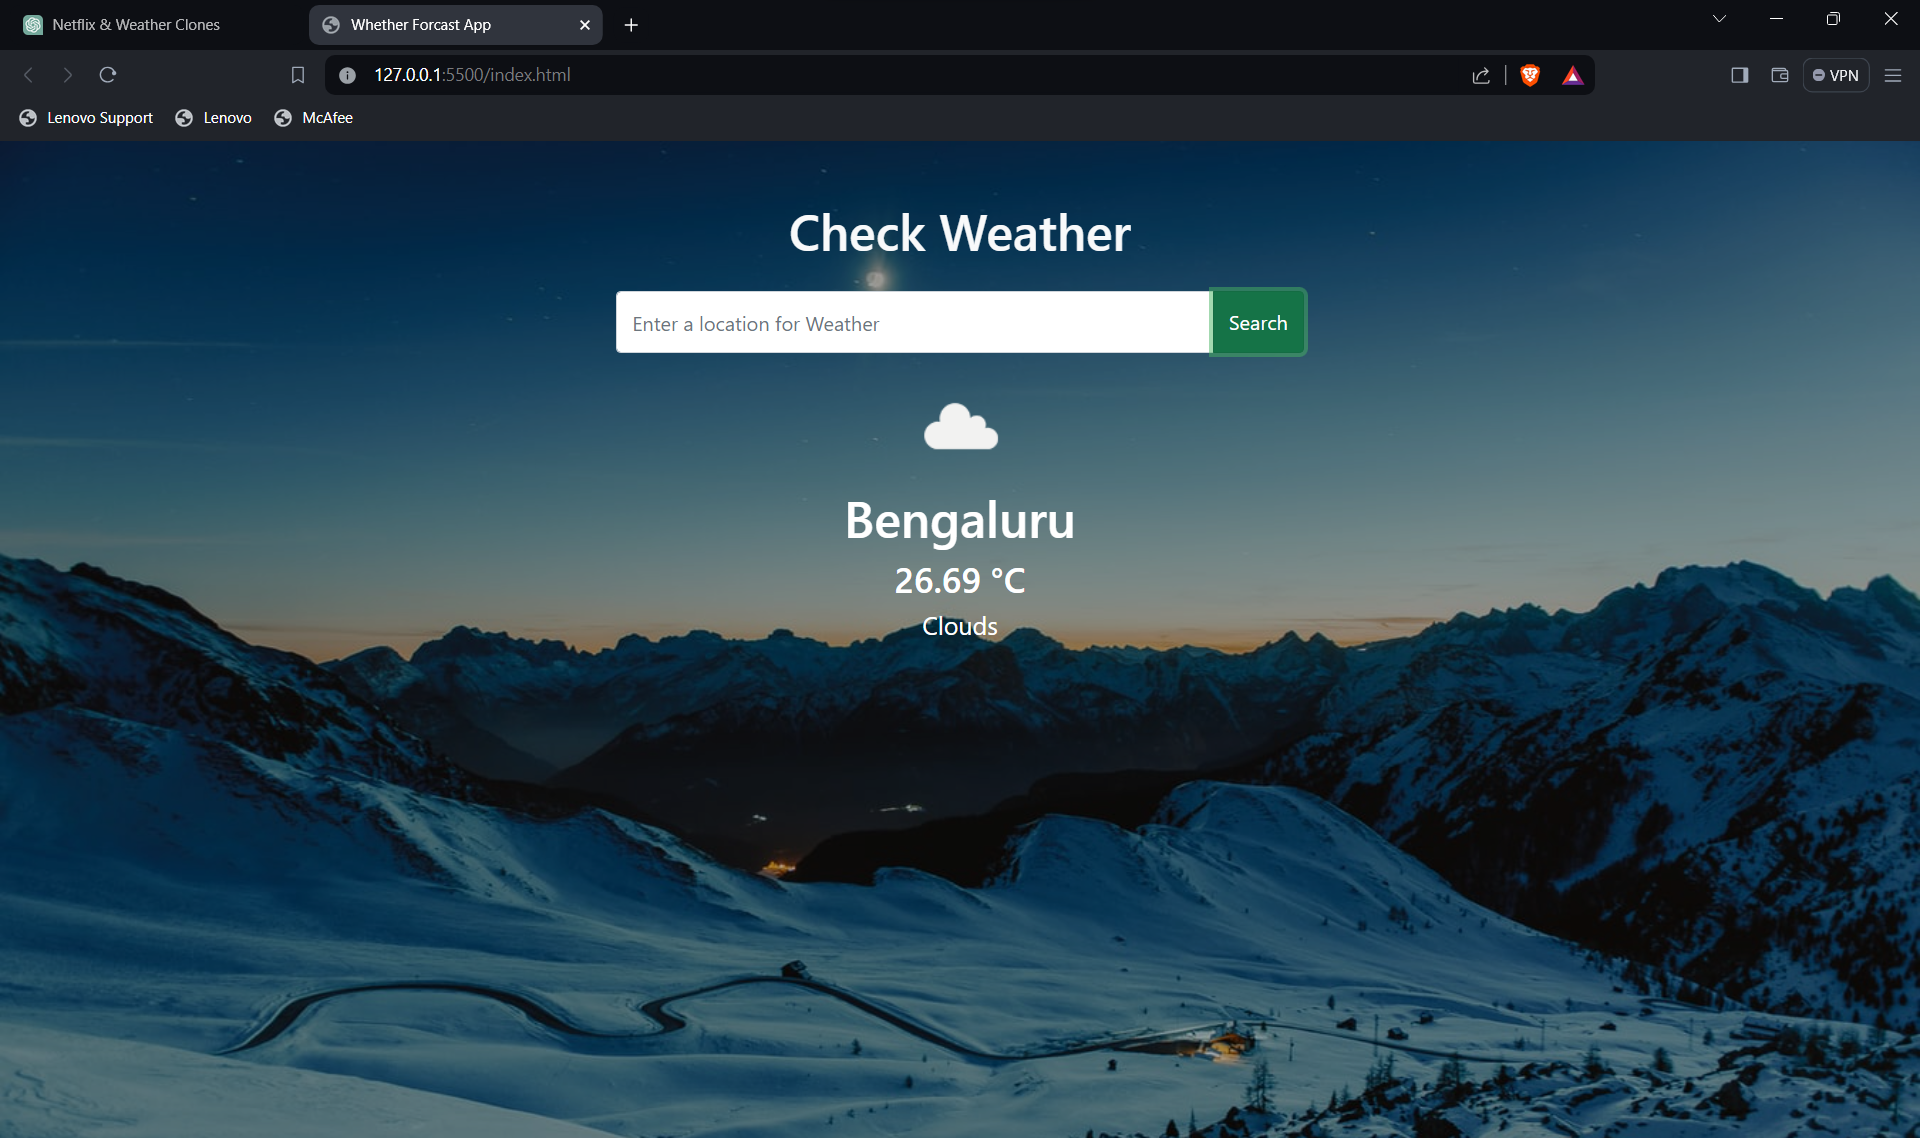 Netflix & Weather Clones
Whether Forcast App
127.0.0.1:5500/index.html
VPN
Lenovo Support
Lenovo
McAfee
Check Weather
Enter a location for Weather
Search
Bengaluru
26.69 °C
Clouds